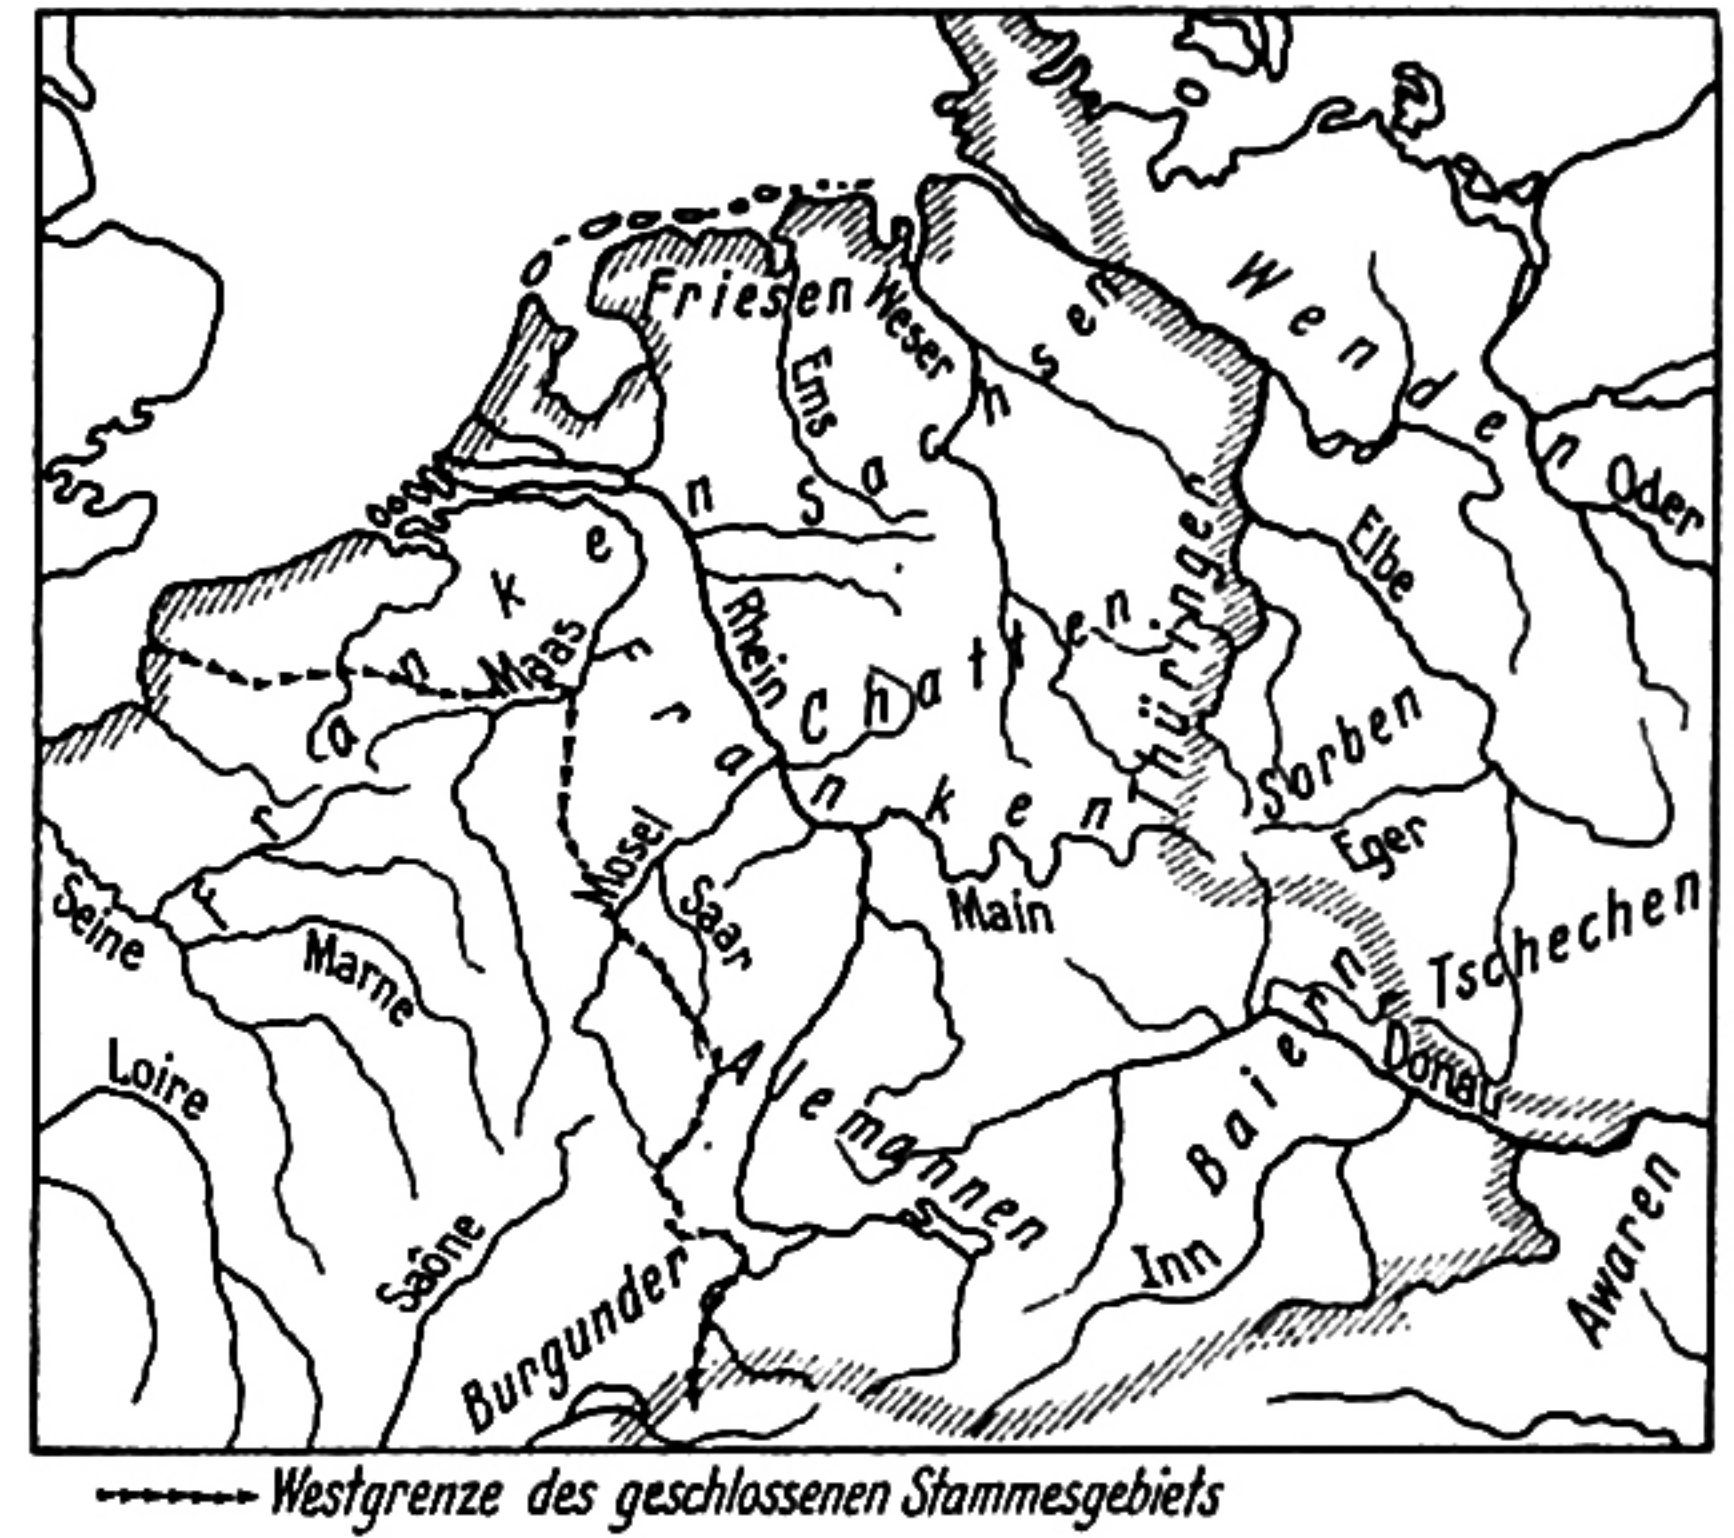 Friesen
Weser
Ems
Sachsen
Wenden
Oder
Elbe
Franken
Maas
Rhein
Chatten
Thüringer
Sorben
Franken
Mosel
Saar
Main
Eger
Tschechen
Seine
Marne
Loire
Alemannen
Baiern
Donau
Saône
Burgunder
Inn
Awaren
Westgrenze des geschlossenen Stammesgebiets